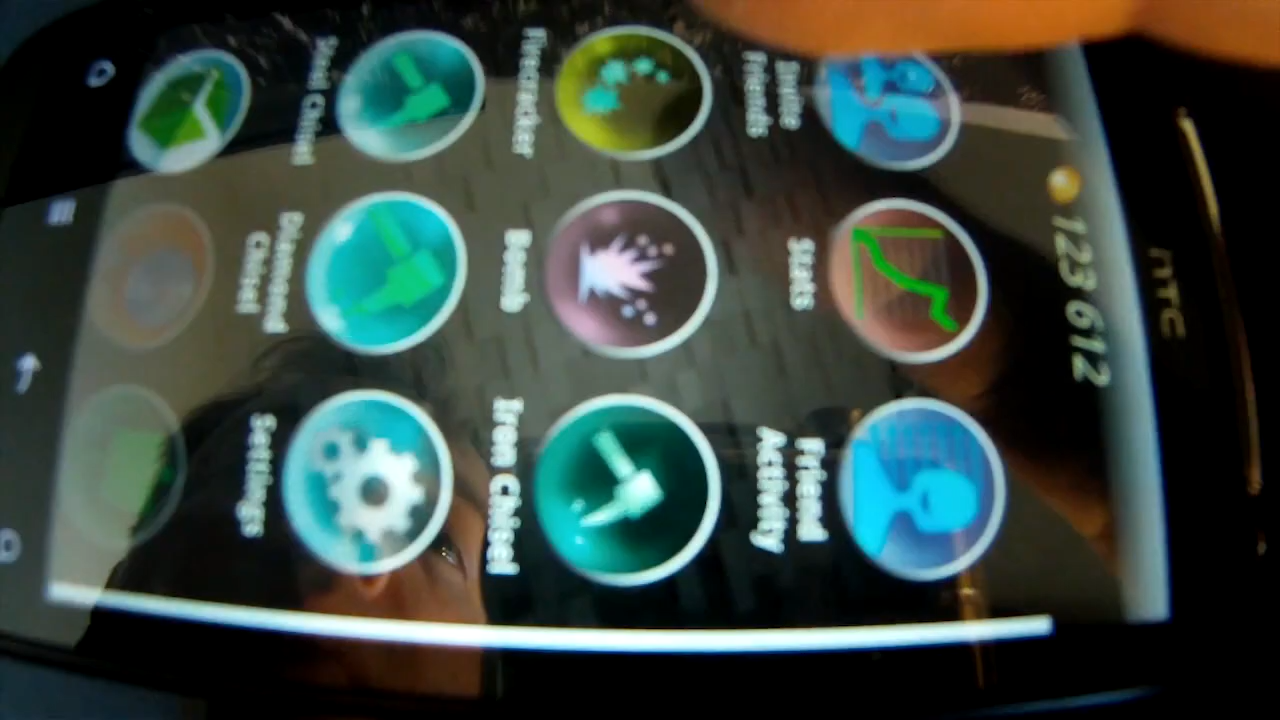 htc
123 612
Invite
Friends
Stats
Friend
Activity
Firecracker
Bomb
Iron Chisel
Steel Chisel
Diamond
Chisel
Settings